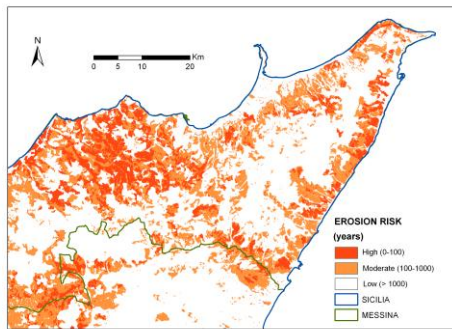 N
Km
0 5 10 20
EROSION RISK
(years)
High (0-100)
Moderate (100-1000)
Low (> 1000)
SICILIA
MESSINA